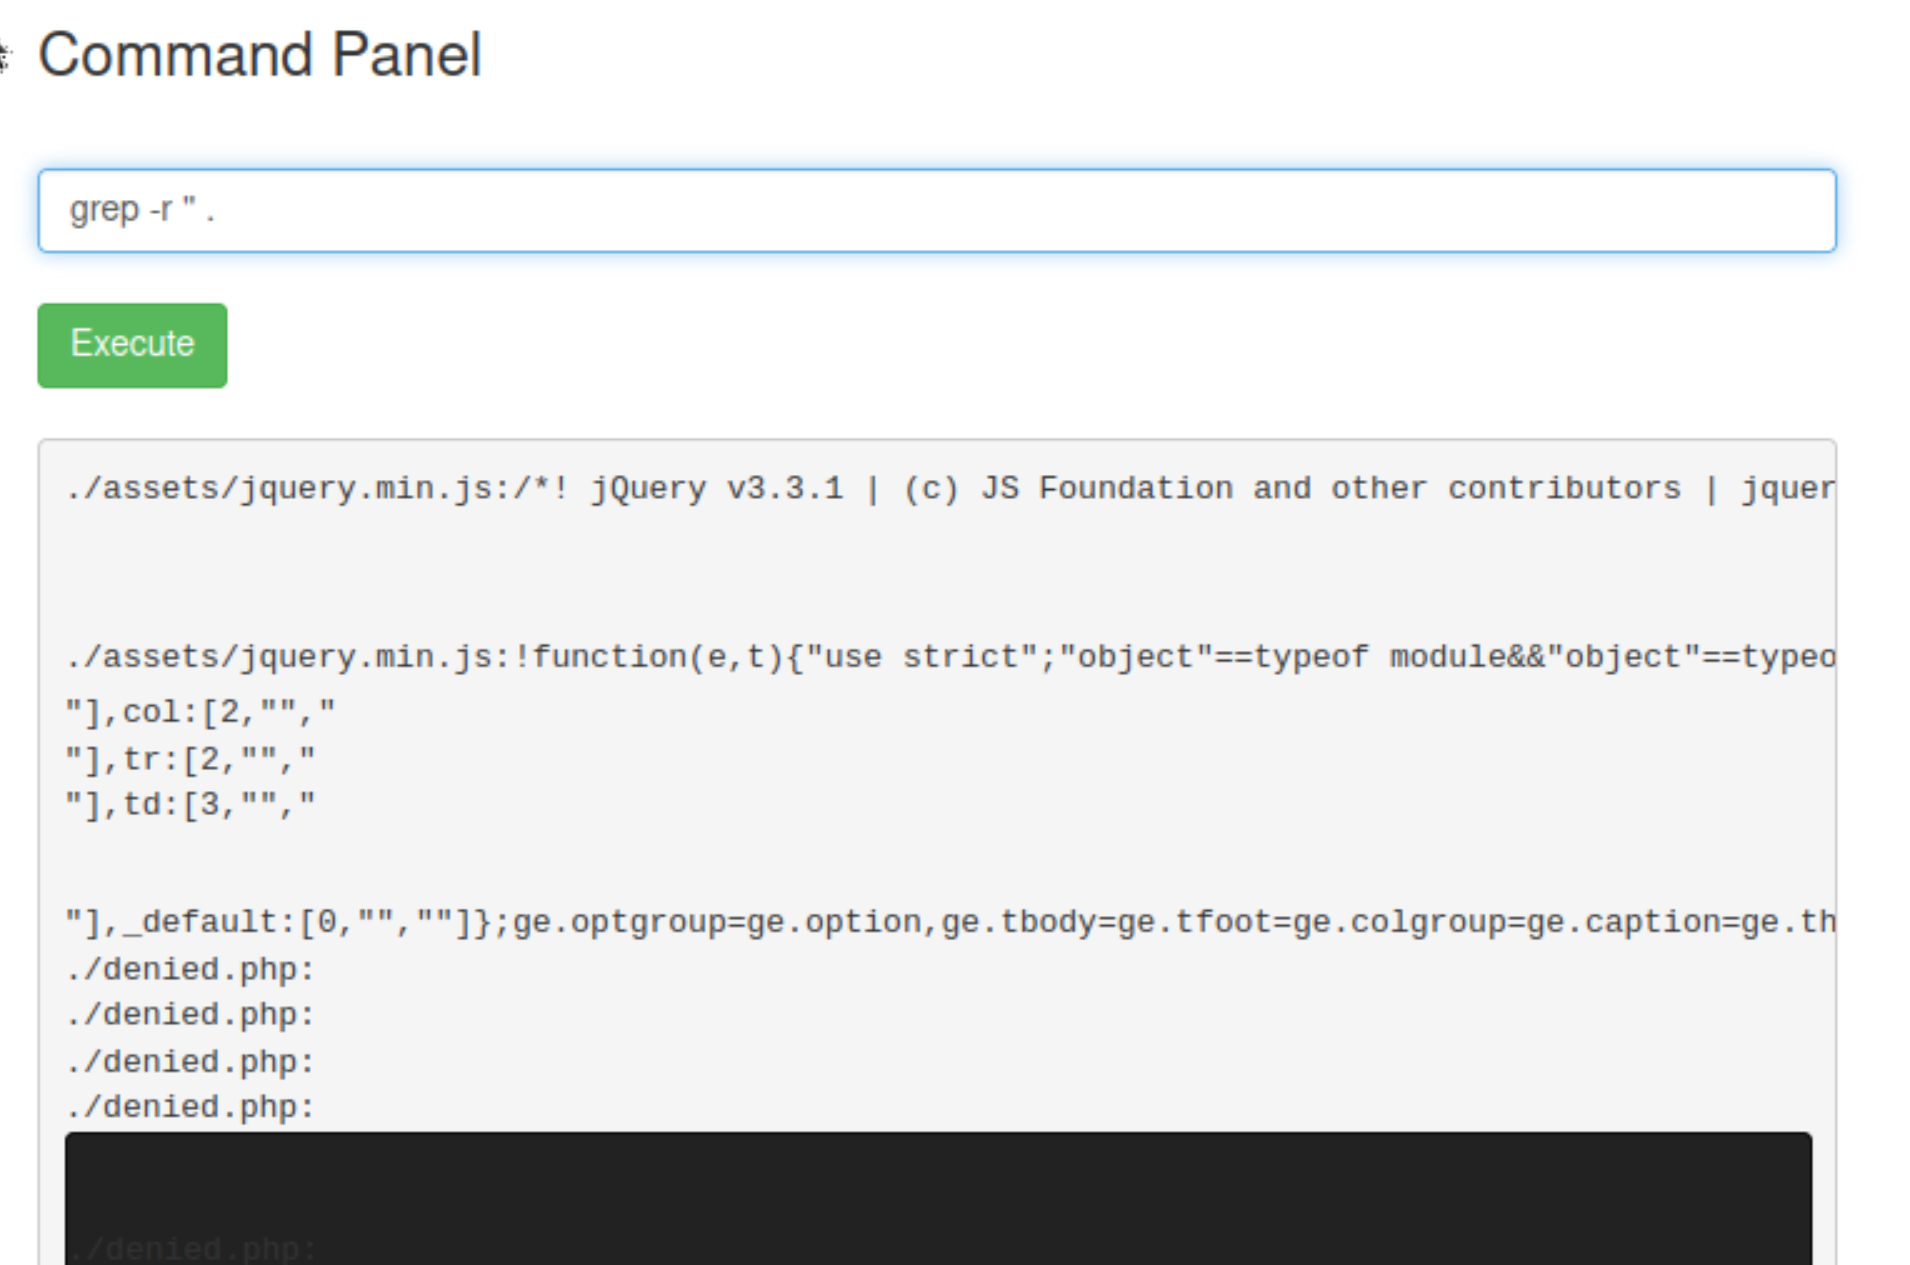 Command Panel
grep -r '' .
Execute
./assets/jquery.min.js:/*! jQuery v3.3.1 | (c) JS Foundation and other contributors | jquer
./assets/jquery.min.js:!function(e,t){"use strict";"object"==typeof module&&"object"==typeo
"],col:[2,"","
"],tr:[2,"","
"],td:[3,"","
"],_default:[0,"",""]};ge.optgroup=ge.option,ge.tbody=ge.tfoot=ge.colgroup=ge.caption=ge.th
./denied.php:
./denied.php:
./denied.php:
./denied.php:
./denied.php: